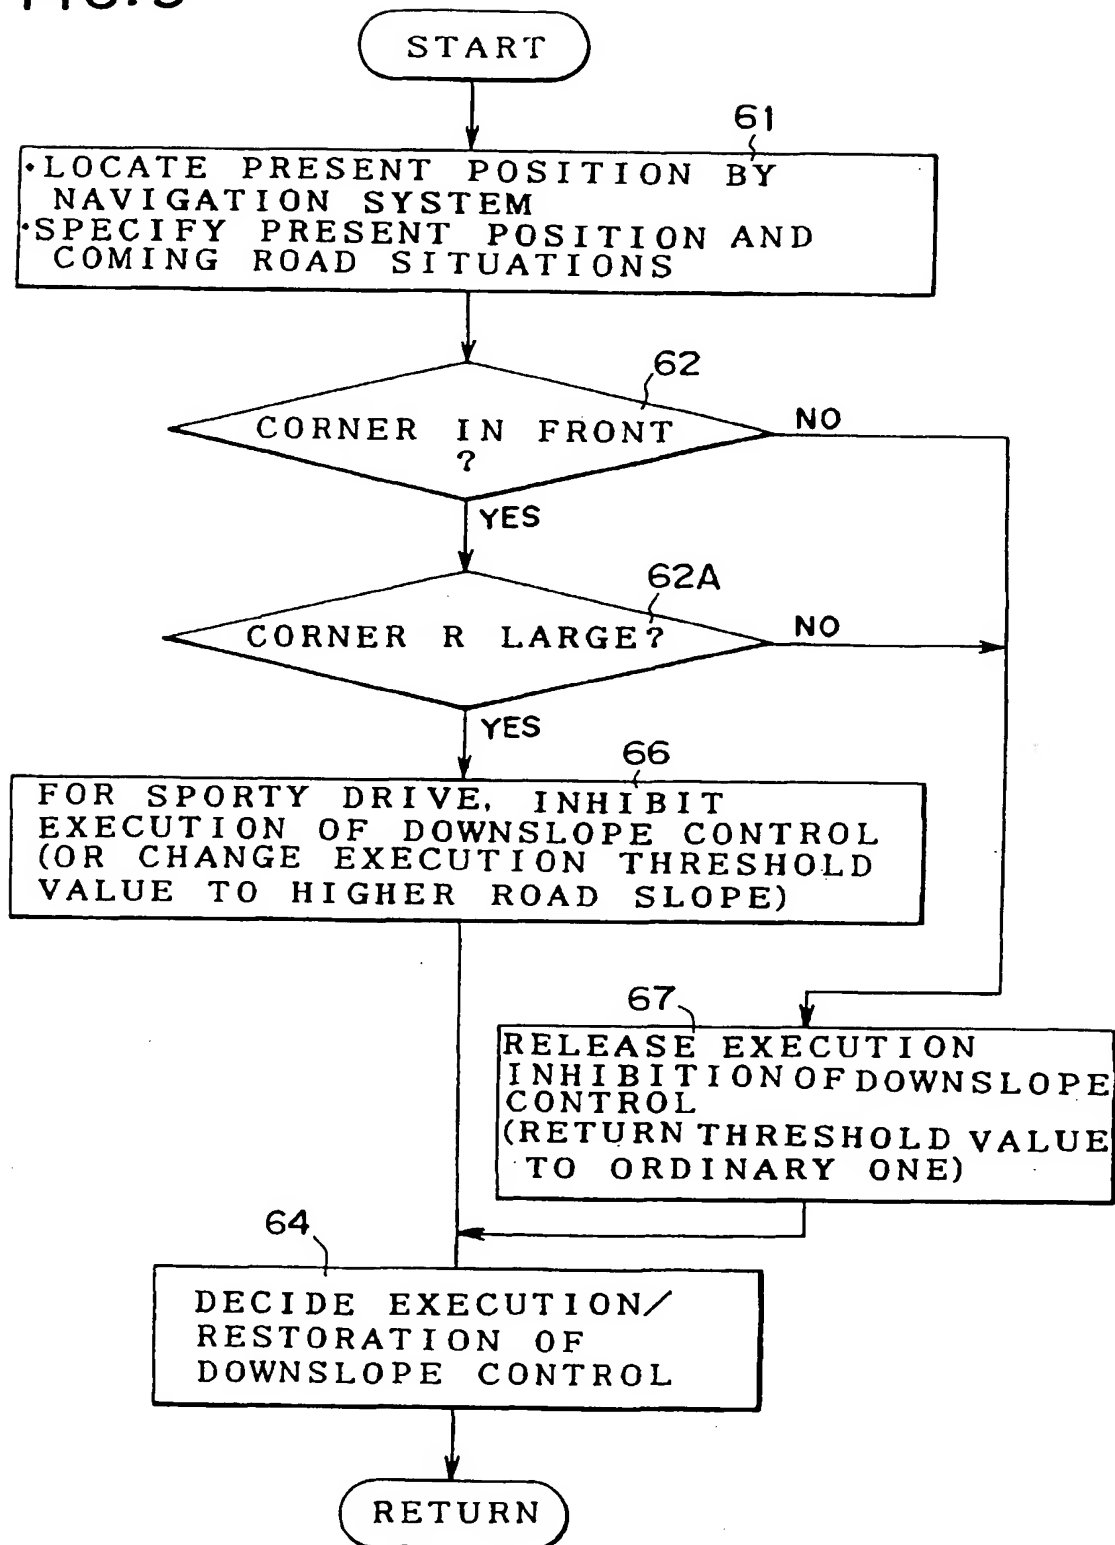 START
61
·LOCATE PRESENT POSITION BY
NAVIGATION SYSTEM
·SPECIFY PRESENT POSITION AND
COMING ROAD SITUATIONS
62
CORNER IN FRONT
?
NO
YES
62A
CORNER R LARGE?
NO
YES
66
FOR SPORTY DRIVE, INHIBIT
EXECUTION OF DOWNSLOPE CONTROL
(OR CHANGE EXECUTION THRESHOLD
VALUE TO HIGHER ROAD SLOPE)
67
RELEASE EXECUTION
INHIBITION OF DOWNSLOPE
CONTROL
(RETURN THRESHOLD VALUE
TO ORDINARY ONE)
64
DECIDE EXECUTION/
RESTORATION OF
DOWNSLOPE CONTROL
RETURN